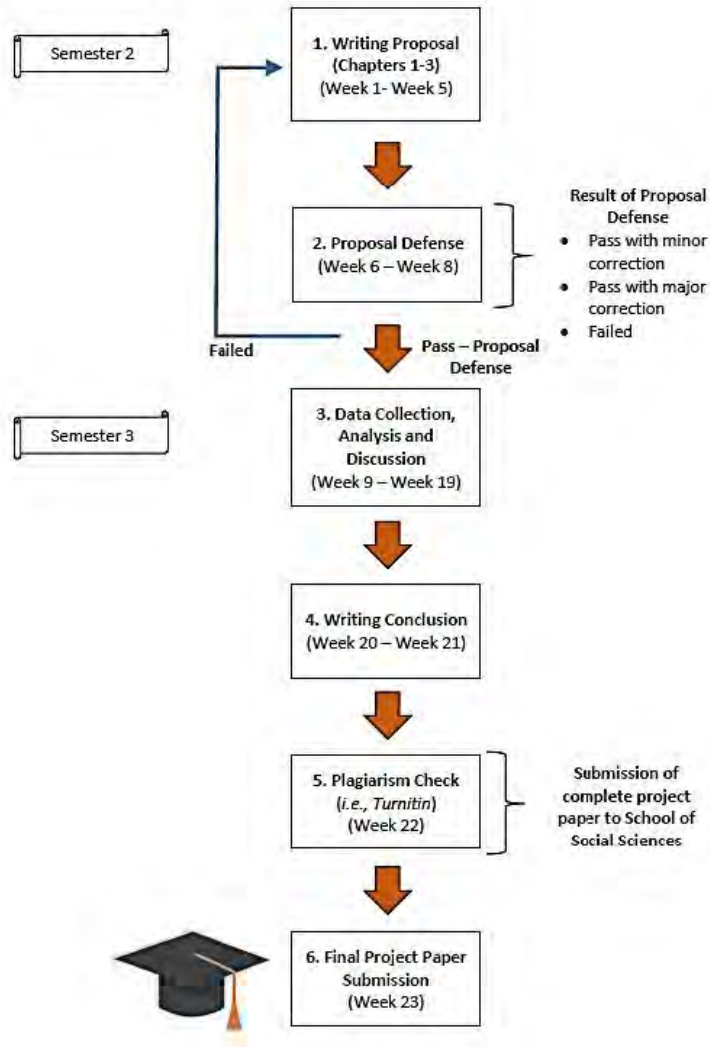 Semester 2
1. Writing Proposal
(Chapters 1-3)
(Week 1- Week 5)
2. Proposal Defense
(Week 6 – Week 8)
Result of Proposal
Defense
• Pass with minor
correction
• Pass with major
correction
• Failed
Failed
Pass – Proposal
Defense
Semester 3
3. Data Collection,
Analysis and
Discussion
(Week 9 – Week 19)
4. Writing Conclusion
(Week 20 – Week 21)
5. Plagiarism Check
(i.e., Turnitin)
(Week 22)
Submission of
complete project
paper to School of
Social Sciences
6. Final Project Paper
Submission
(Week 23)